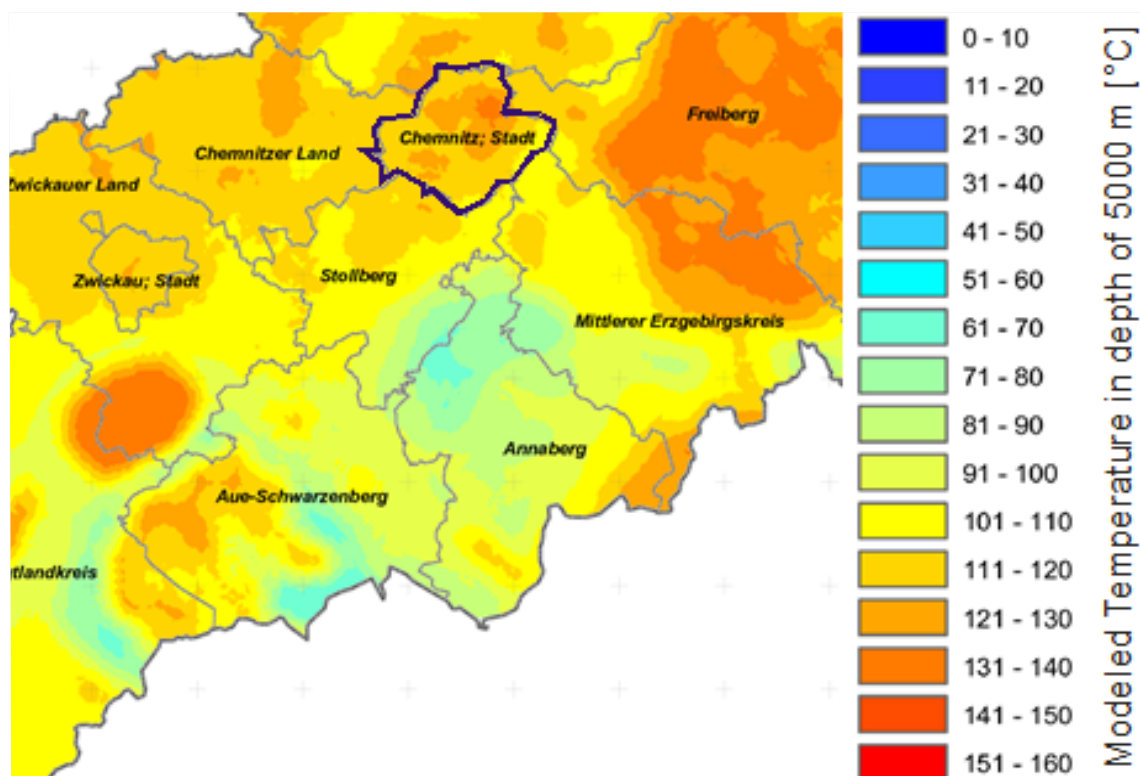 Freiberg
Chemnitz; Stadt
Chemnitzer Land
Zwickauer Land
Stollberg
Zwickau; Stadt
Mittlerer Erzgebirgskreis
Annaberg
Aue-Schwarzenberg
tlandkreis
0 - 10
11 - 20
21 - 30
31 - 40
41 - 50
51 - 60
61 - 70
71 - 80
81 - 90
91 - 100
101 - 110
111 - 120
121 - 130
131 - 140
141 - 150
151 - 160
Modeled Temperature in depth of 5000 m [°C]